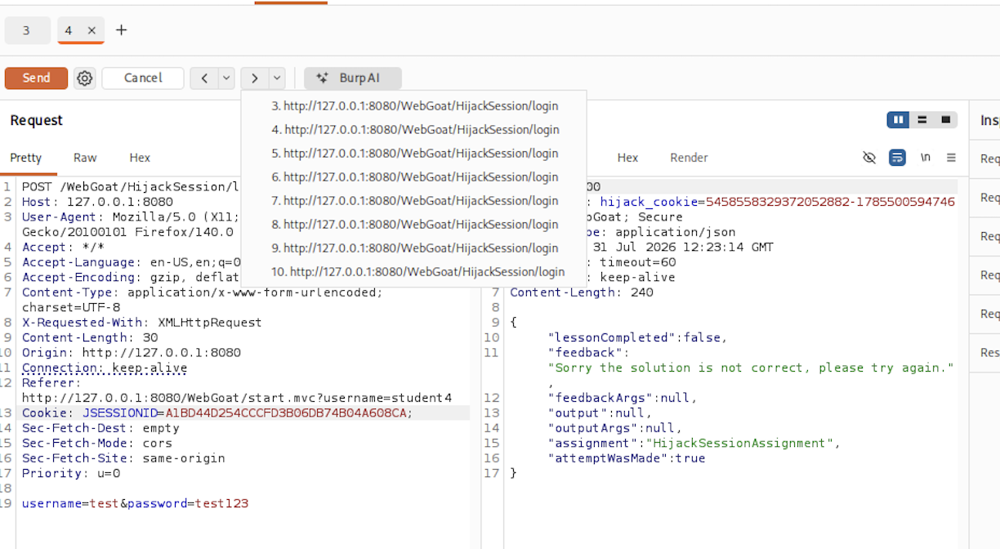 3
4 × +
Send Cancel < > Burp AI
3. http://127.0.0.1:8080/WebGoat/HijackSession/login
4. http://127.0.0.1:8080/WebGoat/HijackSession/login
5. http://127.0.0.1:8080/WebGoat/HijackSession/login
6. http://127.0.0.1:8080/WebGoat/HijackSession/login
7. http://127.0.0.1:8080/WebGoat/HijackSession/login
8. http://127.0.0.1:8080/WebGoat/HijackSession/login
9. http://127.0.0.1:8080/WebGoat/HijackSession/login
10. http://127.0.0.1:8080/WebGoat/HijackSession/login
Request
Pretty Raw Hex
1 POST /WebGoat/HijackSession/l
2 Host: 127.0.0.1:8080
3 User-Agent: Mozilla/5.0 (X11;
Gecko/20100101 Firefox/140.0
4 Accept: */*
5 Accept-Language: en-US,en;q=0
6 Accept-Encoding: gzip, deflat
7 Content-Type: application/x-www-form-urlencoded;
charset=UTF-8
8 X-Requested-With: XMLHttpRequest
9 Content-Length: 30
10 Origin: http://127.0.0.1:8080
11 Connection: keep-alive
12 Referer:
http://127.0.0.1:8080/WebGoat/start.mvc?username=student4
13 Cookie: JSESSIONID=A1BD44D254CCCFD3B06DB74B04A608CA;
14 Sec-Fetch-Dest: empty
15 Sec-Fetch-Mode: cors
16 Sec-Fetch-Site: same-origin
17 Priority: u=0
18
19 username=test&password=test123
Hex Render \n
00
: hijack_cookie=5458558329372052882-1785500594746
Goat; Secure
pe: application/json
31 Jul 2026 12:23:14 GMT
: timeout=60
: keep-alive
7 Content-Length: 240
8
9 {
10 "lessonCompleted":false,
11 "feedback":
"Sorry the solution is not correct, please try again."
,
12 "feedbackArgs":null,
13 "output":null,
14 "outputArgs":null,
15 "assignment":"HijackSessionAssignment",
16 "attemptWasMade":true
17 }
Insp
Req
Req
Req
Req
Req
Res